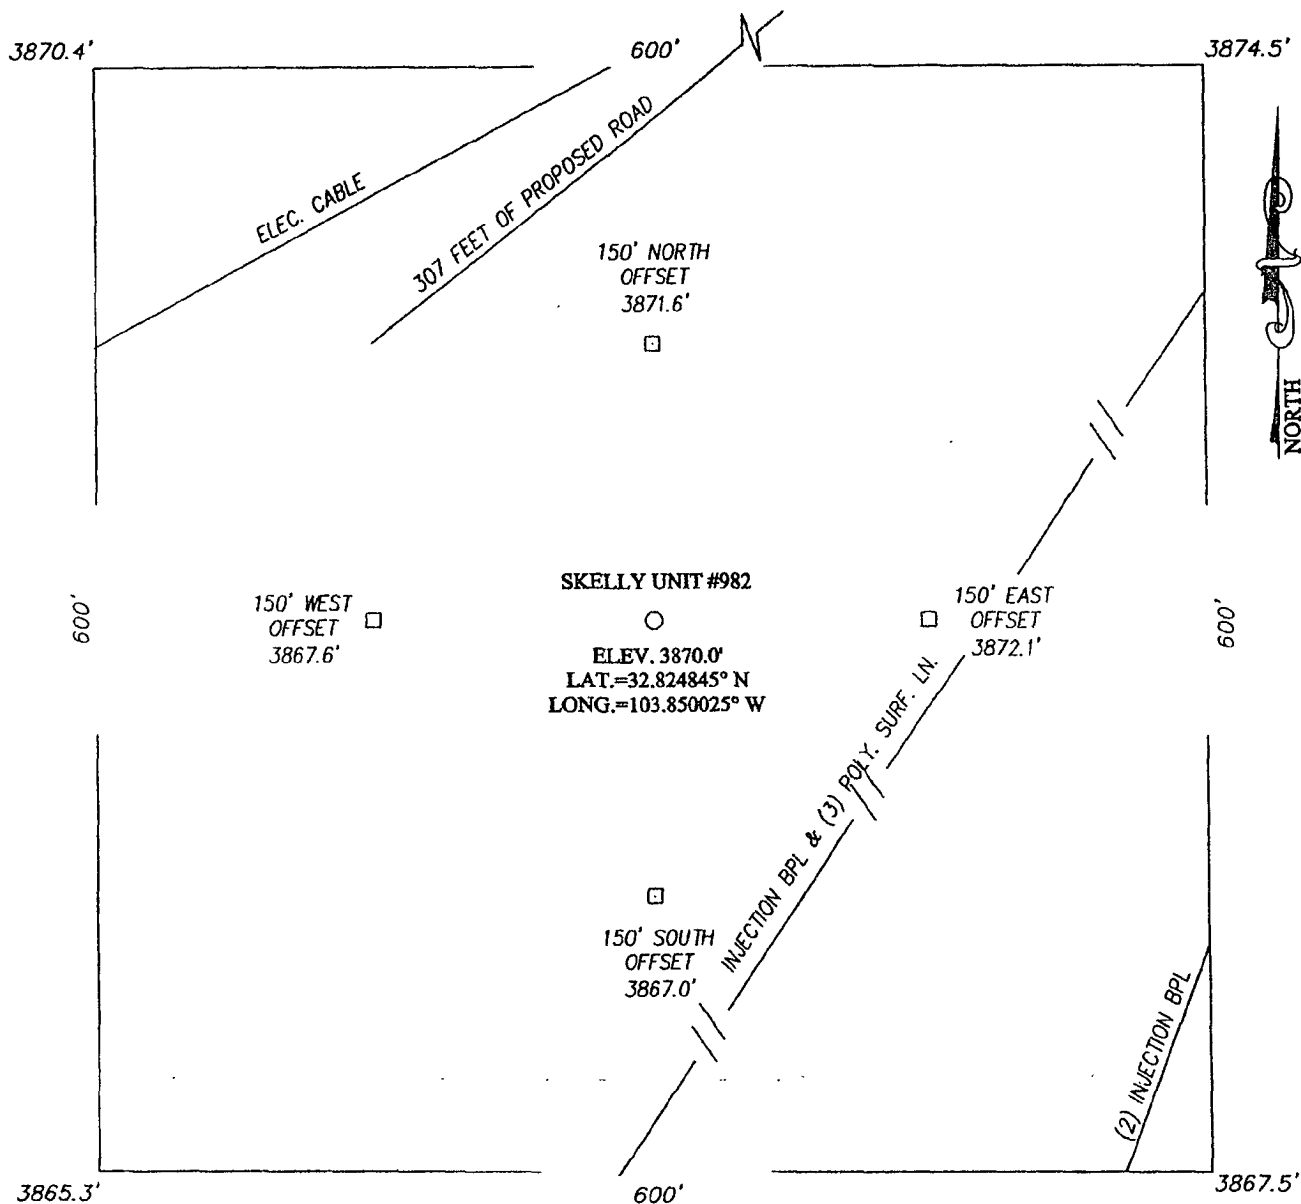 3870.4'
600'
3874.5'
ELEC. CABLE
307 FEET OF PROPOSED ROAD
150' NORTH
OFFSET
3871.6'
NORTH
600'
150' WEST
OFFSET
3867.6'
SKELLY UNIT #982
ELEV. 3870.0'
LAT.=32.824845° N
LONG.=103.850025° W
150' EAST
OFFSET
3872.1'
600'
INJECTION BPL & (3) POLY. SURF. LN.
150' SOUTH
OFFSET
3867.0'
(2) INJECTION BPL
3865.3'
600'
3867.5'